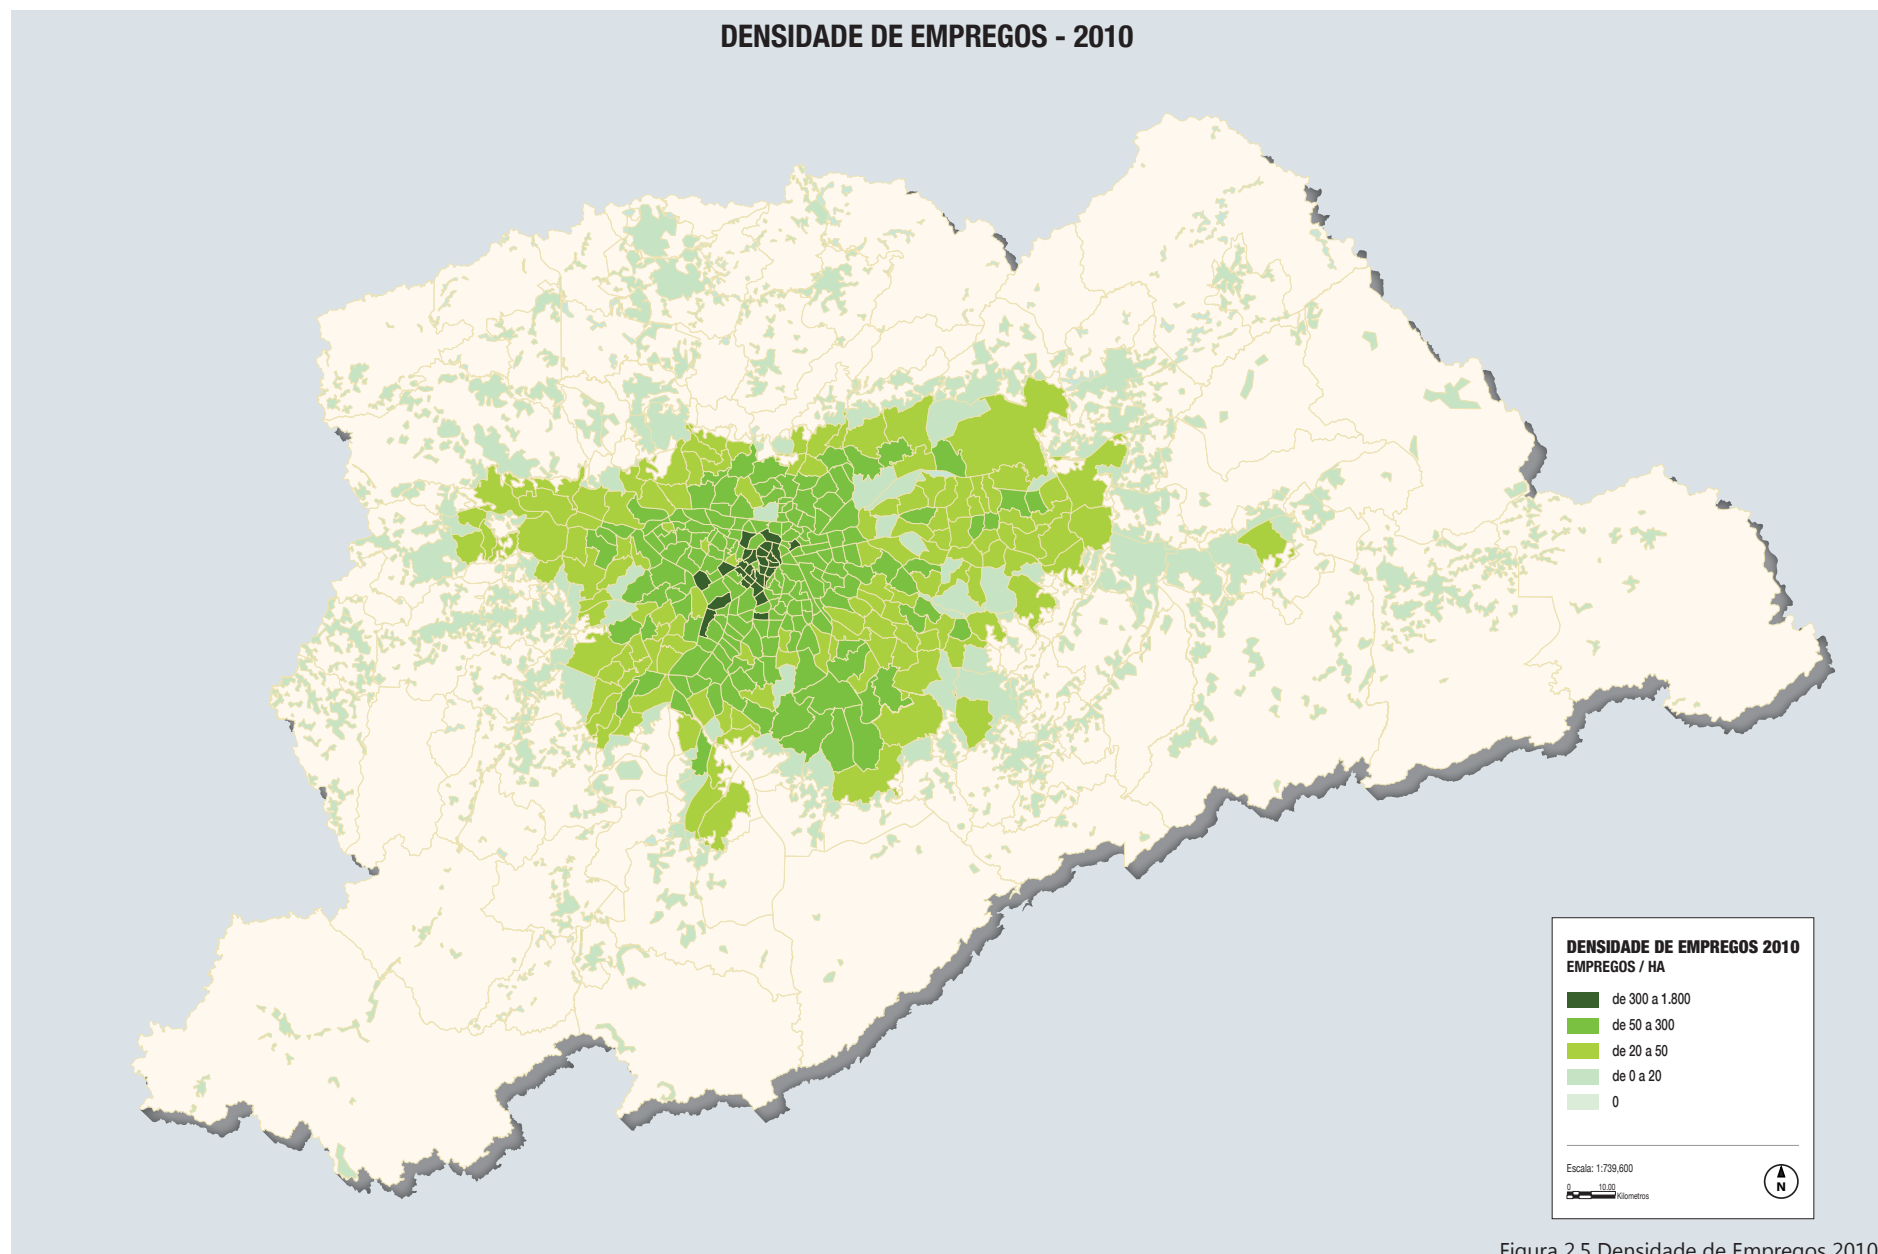 DENSIDADE DE EMPREGOS - 2010
DENSIDADE DE EMPREGOS 2010
EMPREGOS / HA
de 300 a 1.800
de 50 a 300
de 20 a 50
de 0 a 20
0
Escala: 1:739,600
0 10.00
Kilometros
N
Figura 2.5 Densidade de Empregos 2010